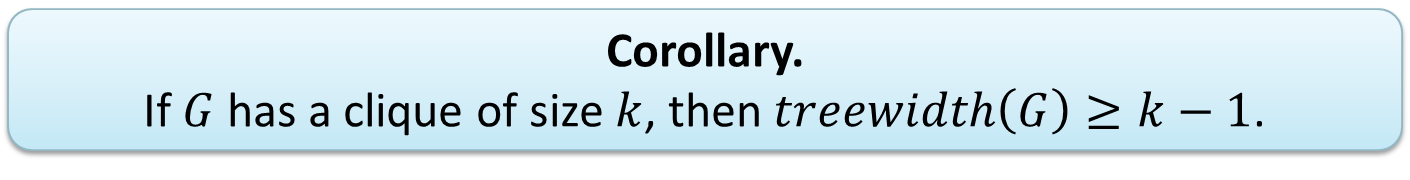 Corollary.
If G has a clique of size k, then treewidth(G) ≥ k − 1.